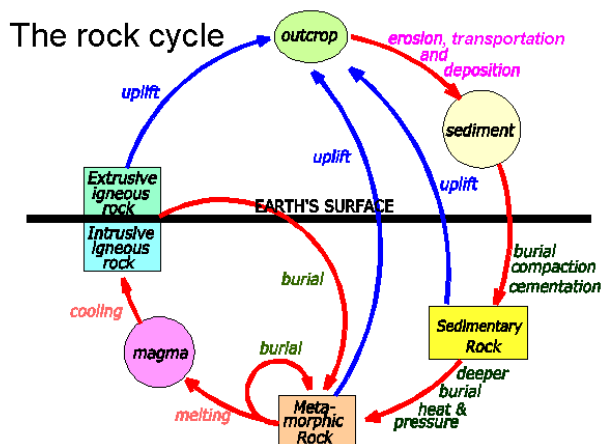 The rock cycle
outcrop
erosion, transportation
and
deposition
uplift
sediment
uplift
uplift
Extrusive
igneous
rock
EARTH'S SURFACE
Intrusive
igneous
rock
burial
compaction
cementation
burial
cooling
magma
burial
Sedimentary
Rock
deeper
burial
heat &
pressure
melting
Meta-
morphic
Rock